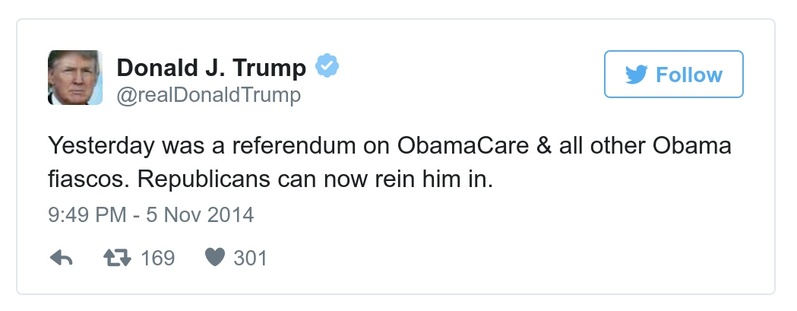 Donald J. Trump
@realDonaldTrump
Follow
Yesterday was a referendum on ObamaCare & all other Obama
fiascos. Republicans can now rein him in.
9:49 PM - 5 Nov 2014
169
301